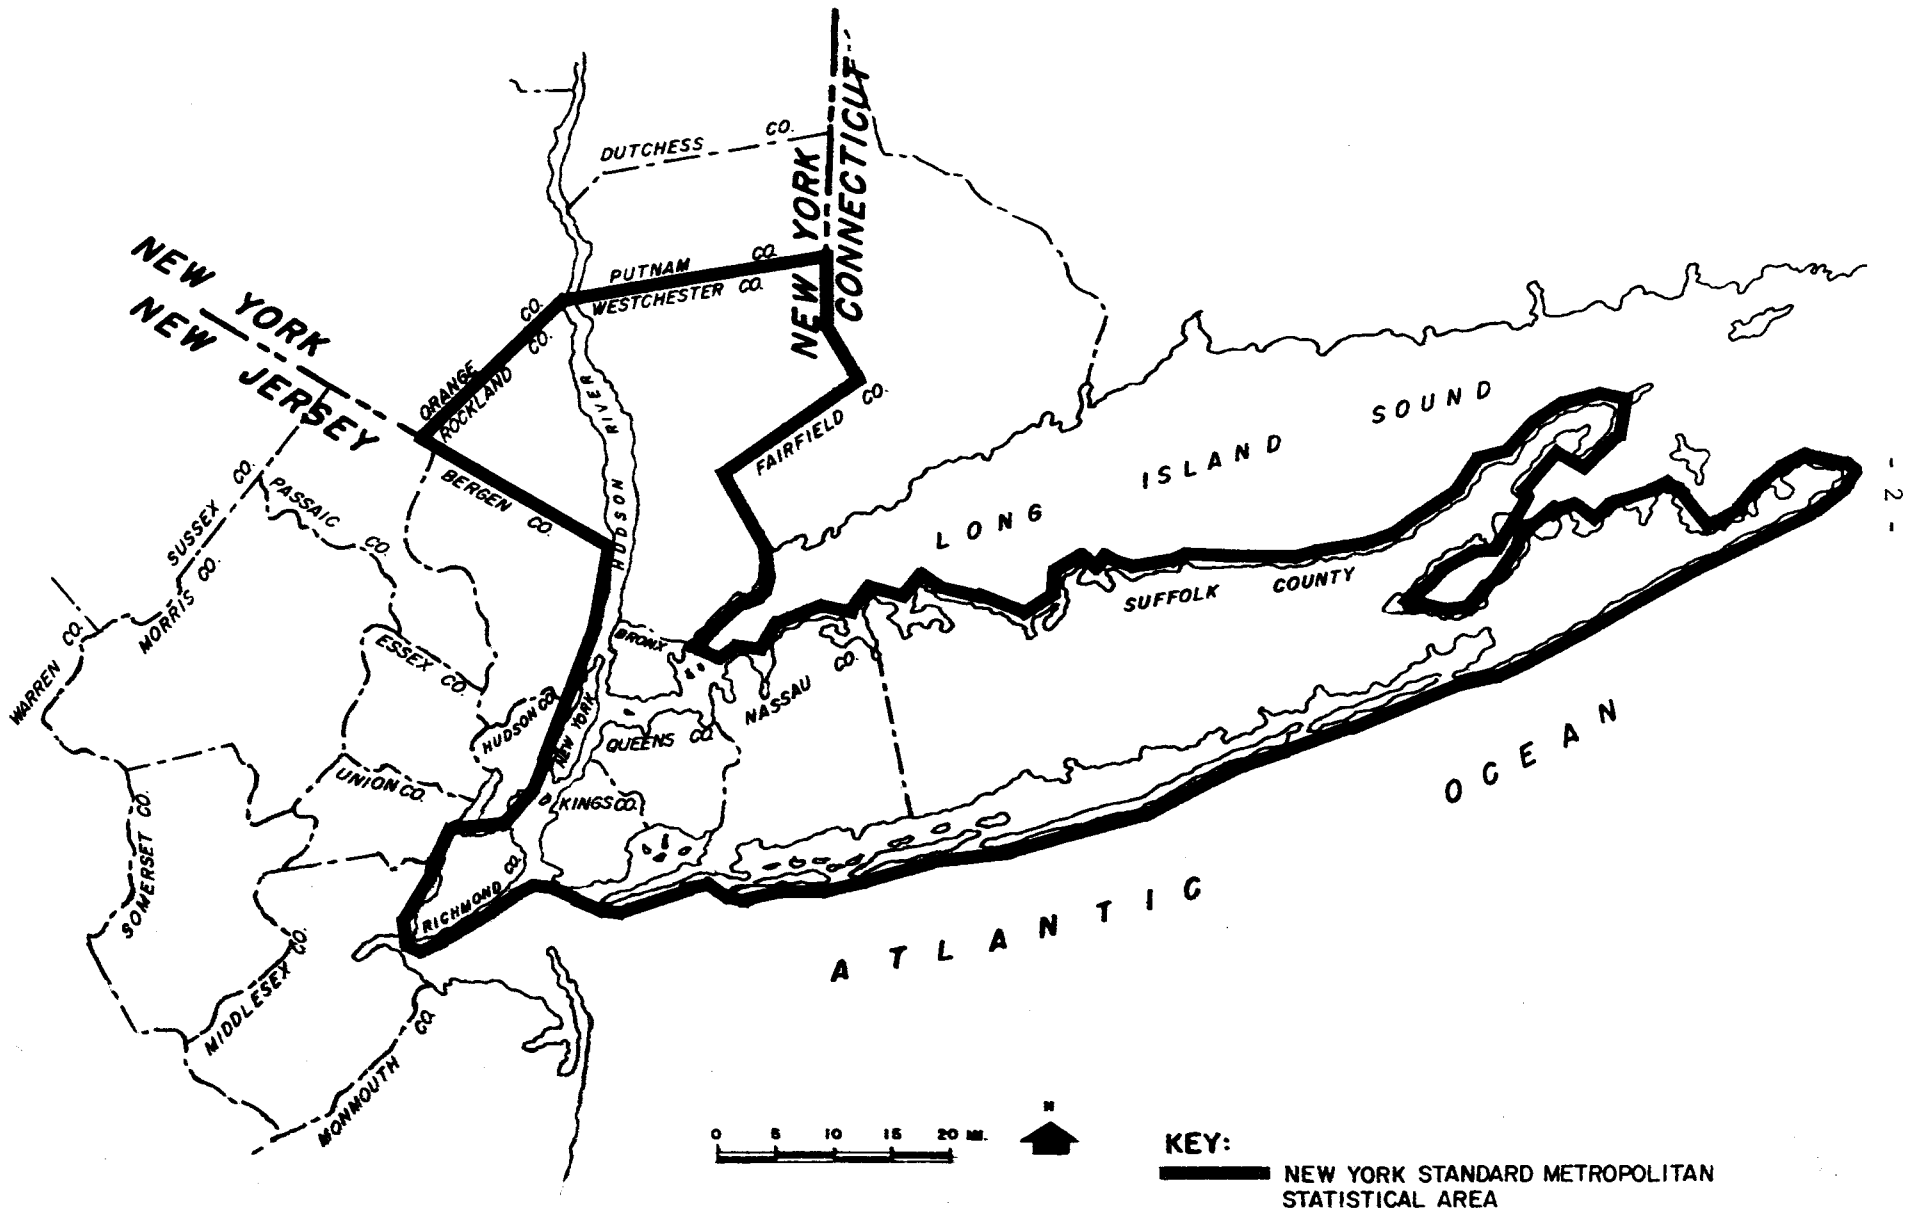 DUTCHESS CO.
NEW YORK
CONNECTICUT
NEW YORK
NEW JERSEY
PUTNAM CO.
WESTCHESTER CO.
NEW YORK
ORANGE CO.
ROCKLAND CO.
HUDSON RIVER
FAIRFIELD CO.
BERGEN CO.
SUSSEX CO.
PASSAIC CO.
MORRIS CO.
WARREN CO.
ESSEX CO.
HUDSON CO.
NEW YORK
BRONX
QUEENS CO.
NASSAU CO.
KINGS CO.
UNION CO.
SOMERSET CO.
RICHMOND CO.
MIDDLESEX CO.
MONMOUTH CO.
LONG ISLAND SOUND
SUFFOLK COUNTY
ATLANTIC OCEAN
- 2 -
0 5 10 15 20 MI.
N
KEY:
NEW YORK STANDARD METROPOLITAN
STATISTICAL AREA